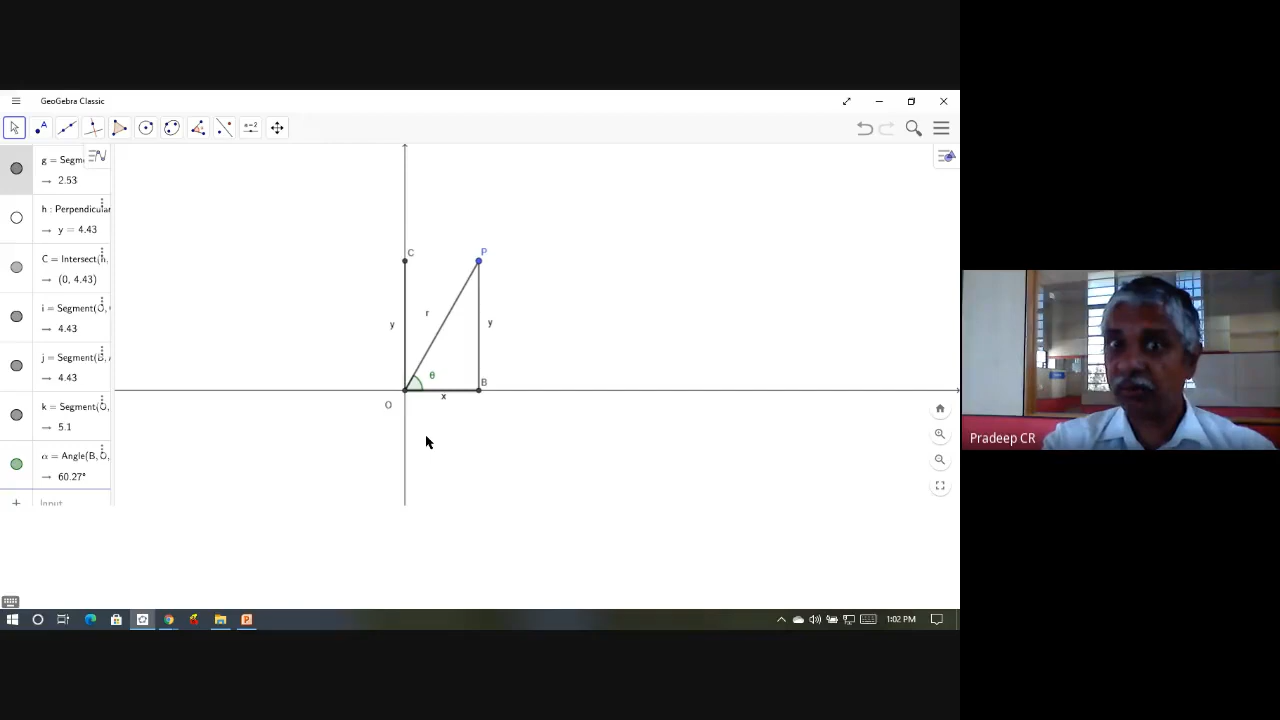 GeoGebra Classic
g = Segm
→ 2.53
h : Perpendicular
→ y = 4.43
C = Intersect(h,
→ (0, 4.43)
i = Segment(O,
→ 4.43
j = Segment(B,
→ 4.43
k = Segment(O,
→ 5.1
α = Angle(B, O,
→ 60.27°
Input
C
P
y
r
y
θ
B
x
O
Pradeep CR
1:02 PM